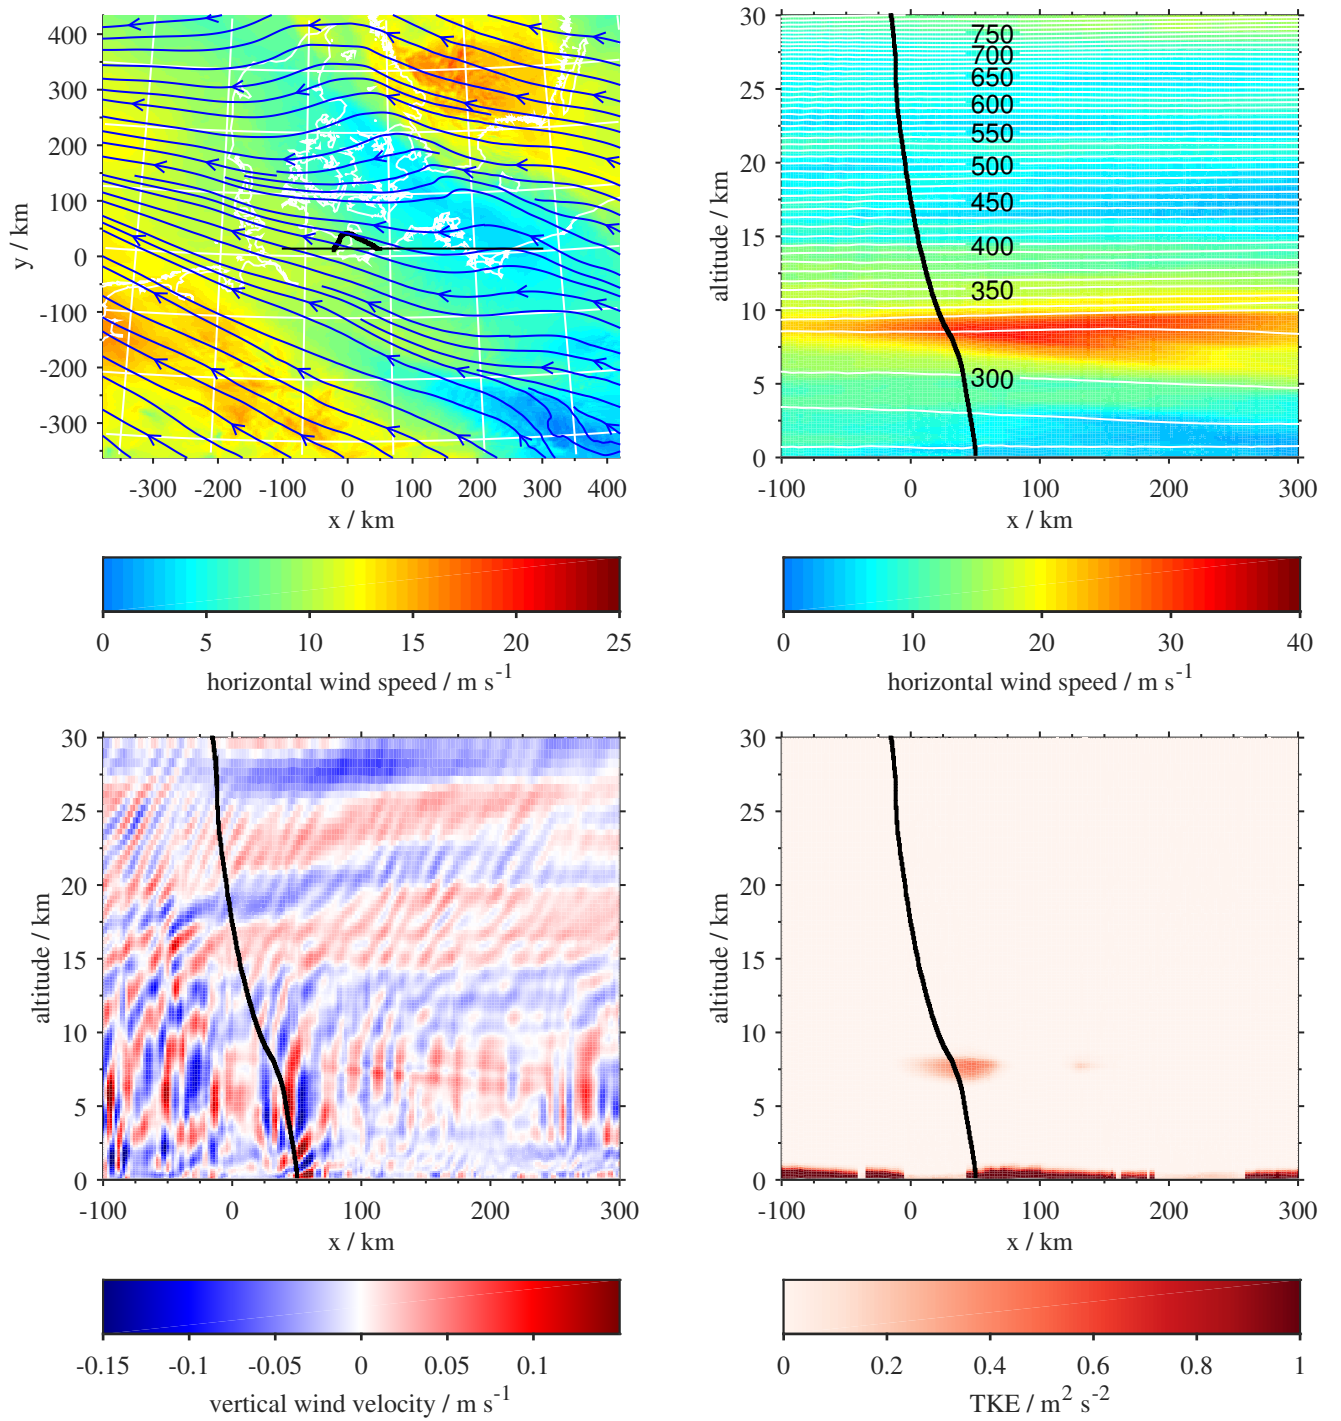 400
300
200
100
0
-100
-200
-300
y / km
-300 -200 -100 0 100 200 300 400
x / km
0 5 10 15 20 25
horizontal wind speed / m s-1
30
25
20
15
10
5
0
altitude / km
750
700
650
600
550
500
450
400
350
300
-100 0 100 200 300
x / km
0 10 20 30 40
horizontal wind speed / m s-1
30
25
20
15
10
5
0
altitude / km
-100 0 100 200 300
x / km
-0.15 -0.1 -0.05 0 0.05 0.1
vertical wind velocity / m s-1
30
25
20
15
10
5
0
altitude / km
-100 0 100 200 300
x / km
0 0.2 0.4 0.6 0.8 1
TKE / m2 s-2